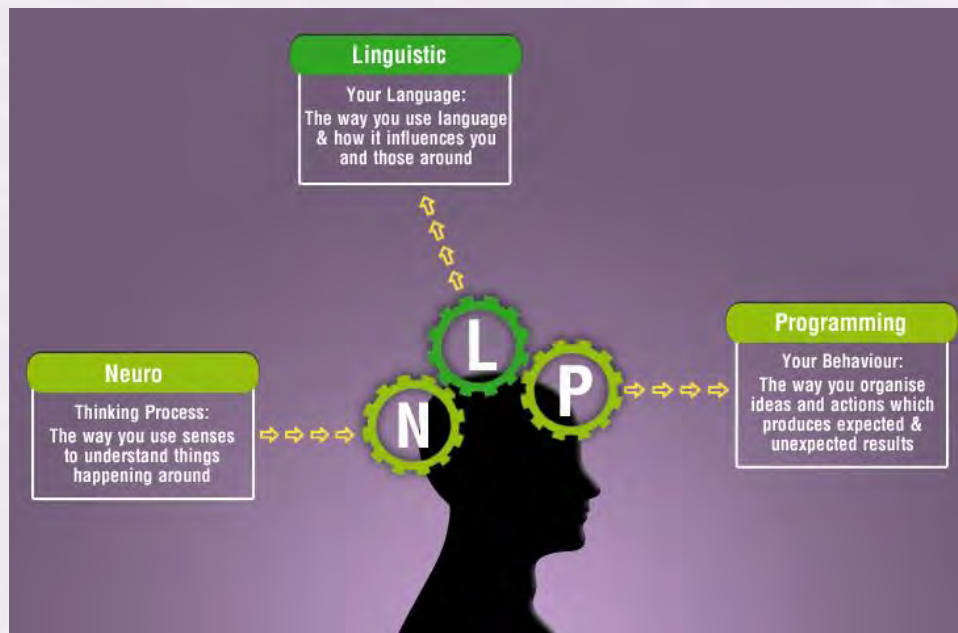 Linguistic
Your Language:
The way you use language
& how it influences you
and those around
Neuro
Thinking Process:
The way you use senses
to understand things
happening around
N
L
P
Programming
Your Behaviour:
The way you organise
ideas and actions which
produces expected &
unexpected results